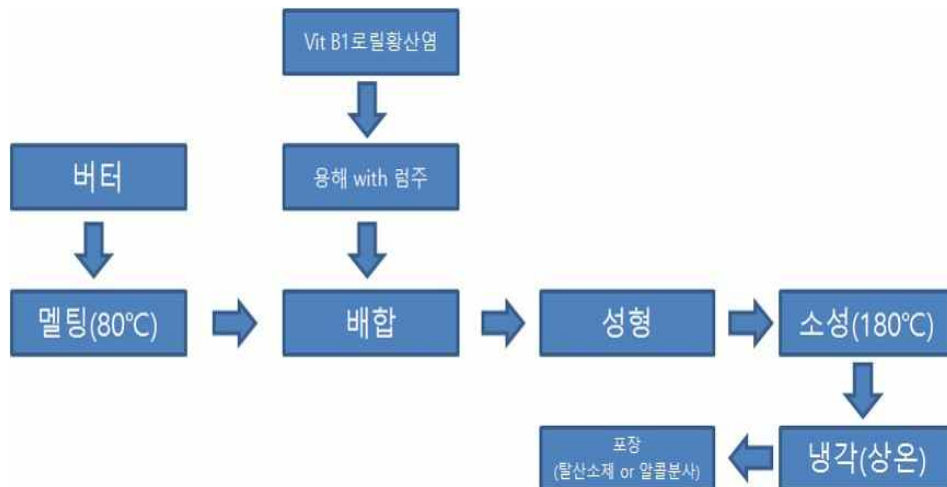 Vit B1로릴황산염
버터
용해 with 럼주
멜팅(80℃)
배합
성형
소성(180℃)
포장
(탈산소제 or 알콜분사)
냉각(상온)